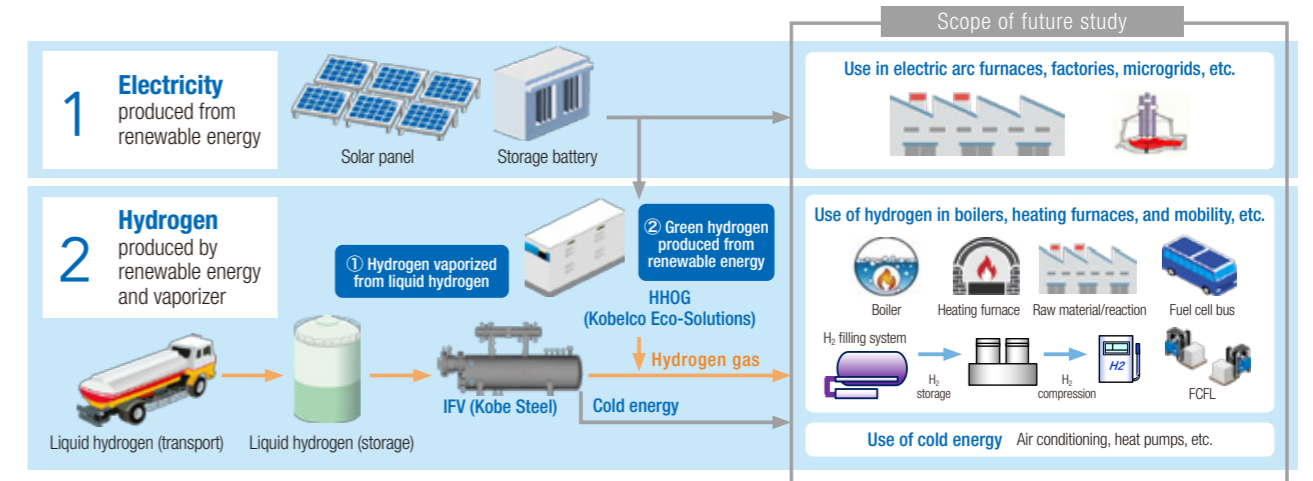 Scope of future study
1
Electricity
produced from
renewable energy
Solar panel
Storage battery
Use in electric arc furnaces, factories, microgrids, etc.
2
Hydrogen
produced by
renewable energy
and vaporizer
① Hydrogen vaporized
from liquid hydrogen
② Green hydrogen
produced from
renewable energy
HHOG
(Kobelco Eco-Solutions)
Hydrogen gas
IFV (Kobe Steel)
Cold energy
Liquid hydrogen (transport)
Liquid hydrogen (storage)
Use of hydrogen in boilers, heating furnaces, and mobility, etc.
Boiler
Heating furnace
Raw material/reaction
Fuel cell bus
H₂ filling system
H₂
storage
H₂
compression
H2
FCFL
Use of cold energy Air conditioning, heat pumps, etc.